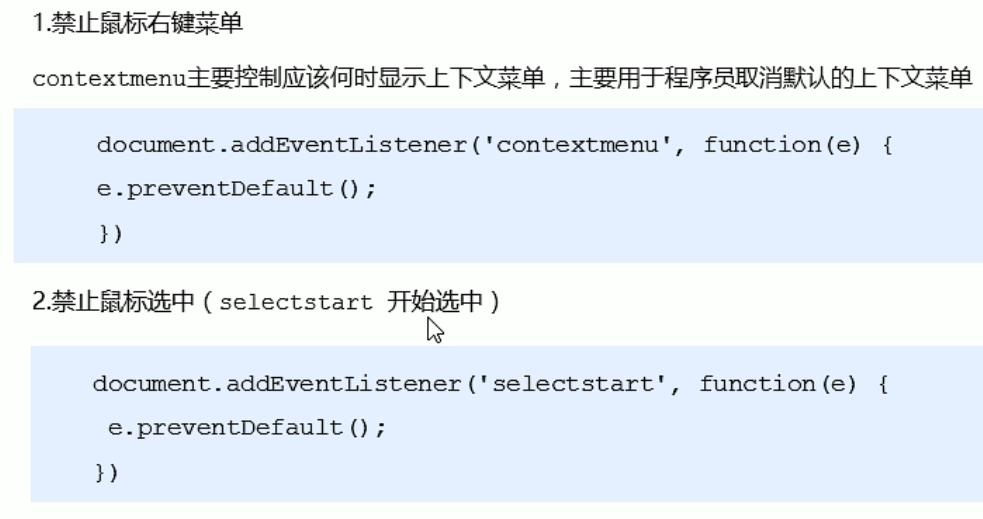 1.禁止鼠标右键菜单
contextmenu主要控制应该何时显示上下文菜单，主要用于程序员取消默认的上下文菜单
document.addEventListener('contextmenu', function(e) {
e.preventDefault();
})
2.禁止鼠标选中（selectstart 开始选中）
document.addEventListener('selectstart', function(e) {
e.preventDefault();
})